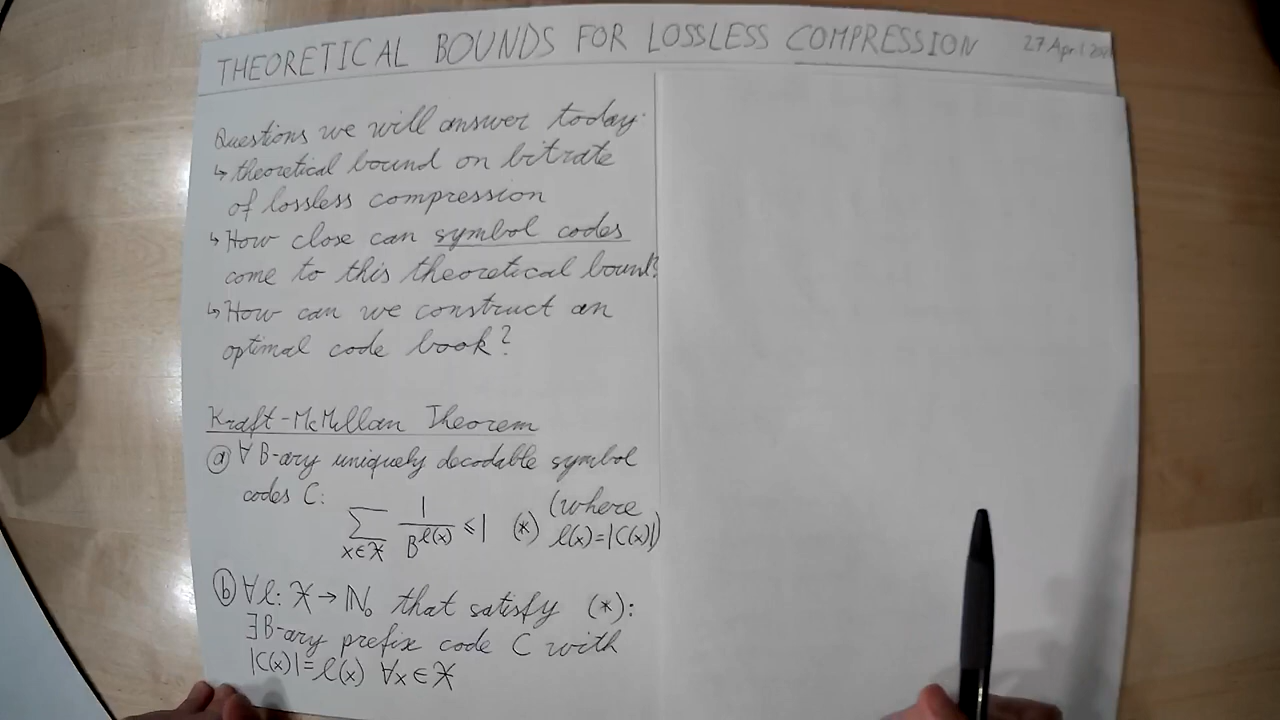 THEORETICAL BOUNDS FOR LOSSLESS COMPRESSION 27 April
Questions we will answer today:
↳ theoretical bound on bitrate
of lossless compression
↳ How close can symbol codes
come to this theoretical bound?
↳ How can we construct an
optimal code book?
Kraft-McMillan Theorem
ⓐ ∀ B-ary uniquely decodable symbol
codes C:
∑_{x∈𝒳} 1/B^{ℓ(x)} ≤ 1 (*) (where
ℓ(x)=|C(x)|)
ⓑ ∀ℓ: 𝒳 → ℕ₀ that satisfy (*):
∃ B-ary prefix code C with
|C(x)|=ℓ(x) ∀x∈𝒳